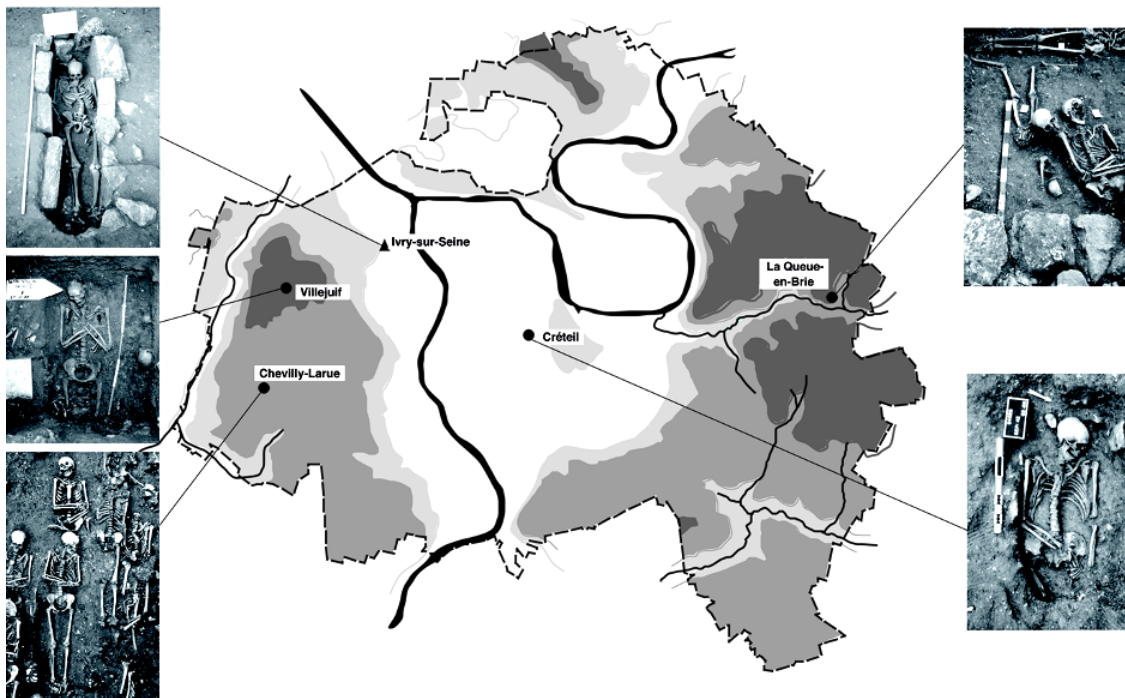 Ivry-sur-Seine
Villejuif
La Queue-
en-Brie
Créteil
Chevilly-Larue